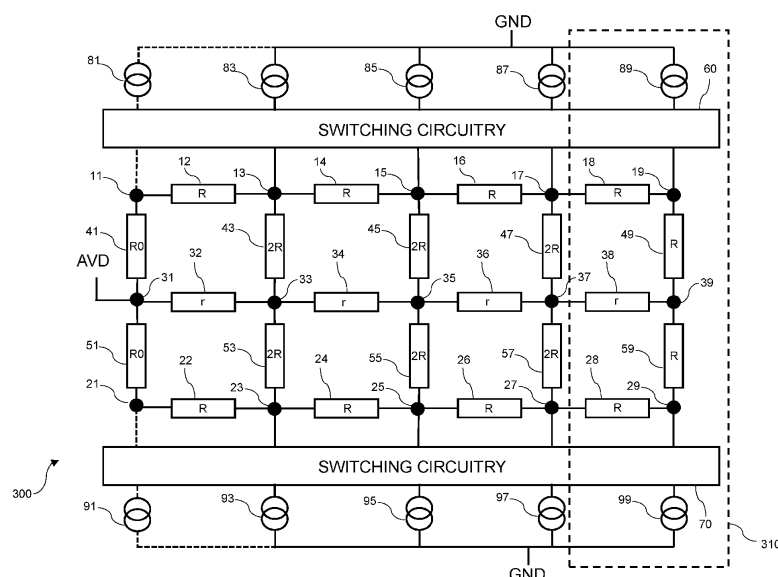 GND
81
83
85
87
89
60
SWITCHING CIRCUITRY
12
14
16
18
11
13
15
17
19
R
R
R
R
41
43
45
47
49
R0
2R
2R
2R
R
AVD
32
34
36
38
31
33
35
37
39
r
r
r
r
51
53
55
57
59
R0
2R
2R
2R
R
22
24
26
28
21
23
25
27
29
R
R
R
R
SWITCHING CIRCUITRY
300
91
93
95
97
99
70
310
GND